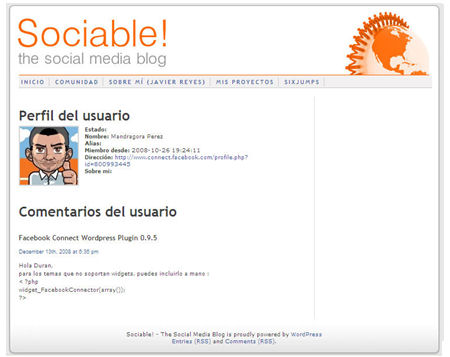 Sociable!
the social media blog
INICIO | COMUNIDAD | SOBRE MÍ (JAVIER REYES) | MIS PROYECTOS | SIXJUMPS |
Perfil del usuario
Estado:
Nombre: Mandragora Perez
Alias:
Miembro desde: 2008-10-26 19:24:11
Dirección: http://www.connect.facebook.com/profile.php?
id=600993445
Sobre mi:
Comentarios del usuario
Facebook Connect Wordpress Plugin 0.9.5
December 13th, 2008 at 6:36 pm
Hola Duran,
para los temas que no soportan widgets, puedes incluirlo a mano :
< ?php
widget_FacebookConnector(array());
?>
Sociable! - The Social Media Blog is proudly powered by WordPress
Entries (RSS) and Comments (RSS).